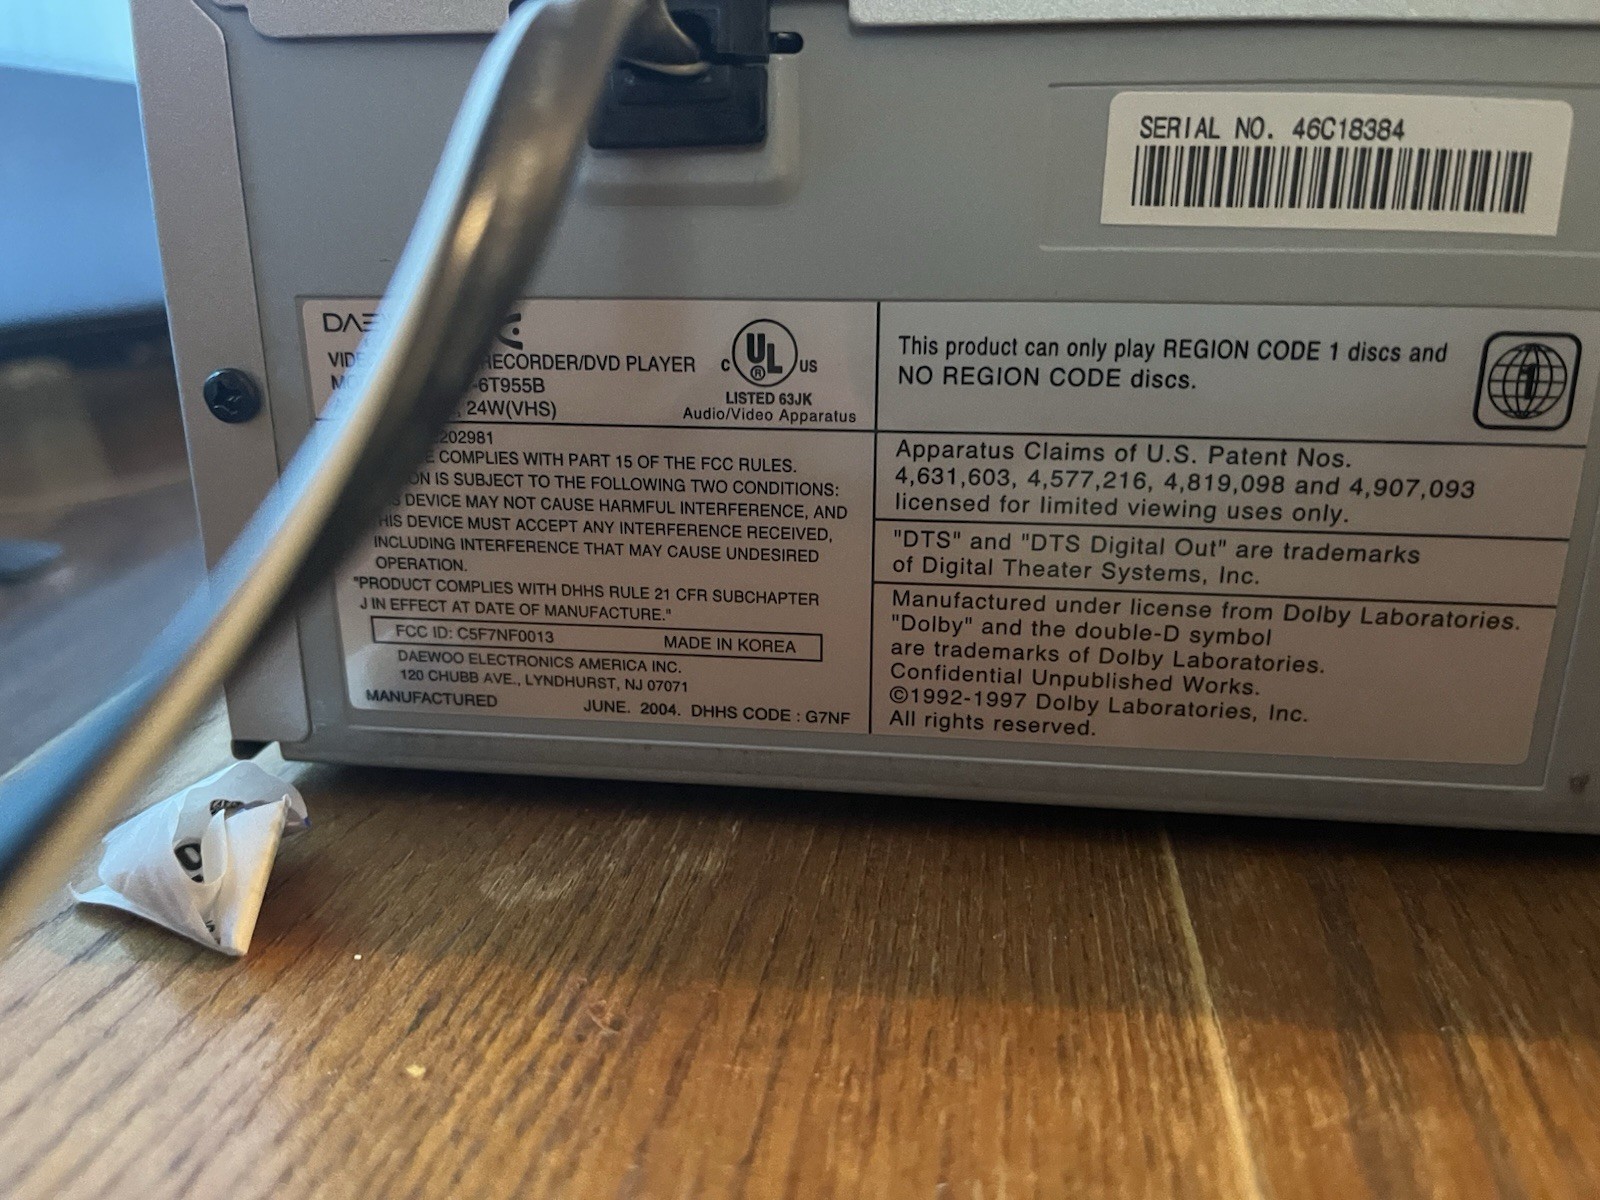 SERIAL NO. 46C18384
VIDE RECORDER/DVD PLAYER
-6T955B
, 24W(VHS)
C UL ® US
LISTED 63JK
Audio/Video Apparatus
202981
E COMPLIES WITH PART 15 OF THE FCC RULES.
ON IS SUBJECT TO THE FOLLOWING TWO CONDITIONS:
S DEVICE MAY NOT CAUSE HARMFUL INTERFERENCE, AND
HIS DEVICE MUST ACCEPT ANY INTERFERENCE RECEIVED,
INCLUDING INTERFERENCE THAT MAY CAUSE UNDESIRED
OPERATION.
"PRODUCT COMPLIES WITH DHHS RULE 21 CFR SUBCHAPTER
J IN EFFECT AT DATE OF MANUFACTURE."
FCC ID: C5F7NF0013 MADE IN KOREA
DAEWOO ELECTRONICS AMERICA INC.
120 CHUBB AVE., LYNDHURST, NJ 07071
MANUFACTURED JUNE. 2004. DHHS CODE : G7NF
This product can only play REGION CODE 1 discs and
NO REGION CODE discs.
1
Apparatus Claims of U.S. Patent Nos.
4,631,603, 4,577,216, 4,819,098 and 4,907,093
licensed for limited viewing uses only.
"DTS" and "DTS Digital Out" are trademarks
of Digital Theater Systems, Inc.
Manufactured under license from Dolby Laboratories.
"Dolby" and the double-D symbol
are trademarks of Dolby Laboratories.
Confidential Unpublished Works.
©1992-1997 Dolby Laboratories, Inc.
All rights reserved.